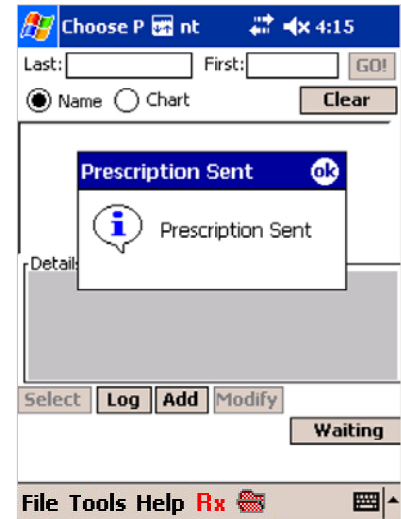 Choose P nt 4:15
Last: First: GO!
Name Chart Clear
Prescription Sent ok
Prescription Sent
Details
Select Log Add Modify
Waiting
File Tools Help Rx